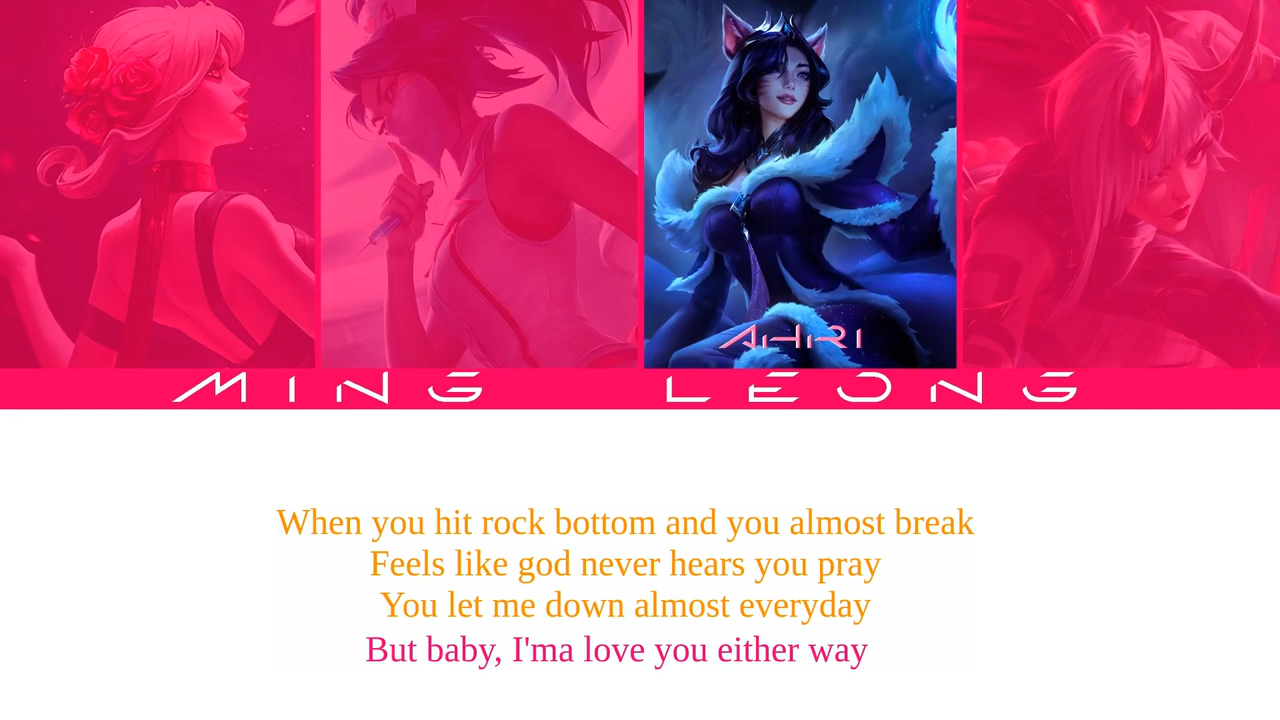 AHRI
MING LEONG
When you hit rock bottom and you almost break
Feels like god never hears you pray
You let me down almost everyday
But baby, I'ma love you either way